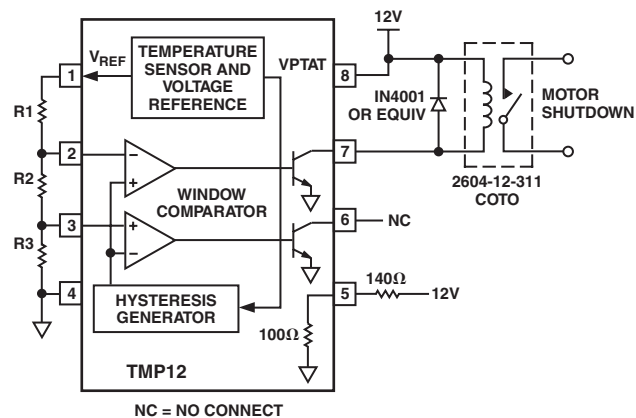 12V
VREF
TEMPERATURE
SENSOR AND
VOLTAGE
REFERENCE
VPTAT
1
8
R1
IN4001
OR EQUIV
MOTOR
SHUTDOWN
2
7
R2
WINDOW
COMPARATOR
2604-12-311
COTO
3
6
NC
R3
140Ω
4
5
12V
HYSTERESIS
GENERATOR
100Ω
TMP12
NC = NO CONNECT
− 
+
+
−